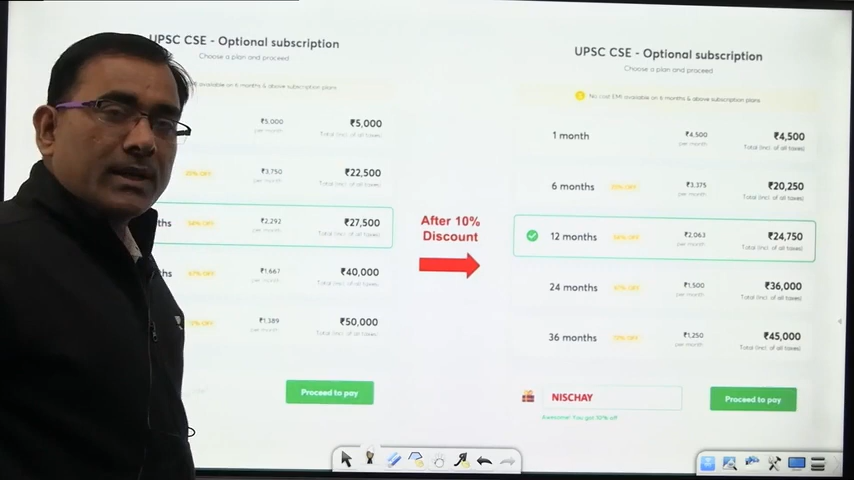 UPSC CSE - Optional subscription
Choose a plan and proceed
available on 6 months & above subscription plans
₹5,000
per month
₹5,000
Total (incl. of all taxes)
₹3,750
per month
₹22,500
Total (incl. of all taxes)
₹2,292
per month
₹27,500
Total (incl. of all taxes)
₹1,667
per month
₹40,000
Total (incl. of all taxes)
₹1,389
per month
₹50,000
Total (incl. of all taxes)
Proceed to pay
After 10%
Discount
UPSC CSE - Optional subscription
Choose a plan and proceed
No cost EMI available on 6 months & above subscription plans
1 month
₹4,500
per month
₹4,500
Total (incl. of all taxes)
6 months
₹3,375
per month
₹20,250
Total (incl. of all taxes)
12 months
₹2,063
per month
₹24,750
Total (incl. of all taxes)
24 months
₹1,500
per month
₹36,000
Total (incl. of all taxes)
36 months
₹1,250
per month
₹45,000
Total (incl. of all taxes)
NISCHAY
Awesome! You got 10% off
Proceed to pay